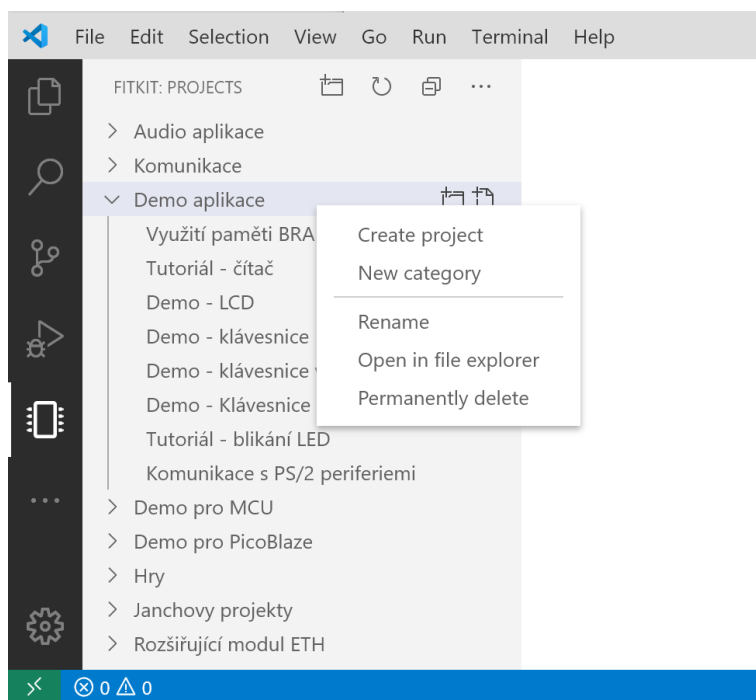 File Edit Selection View Go Run Terminal Help
FITKIT: PROJECTS
Audio aplikace
Komunikace
Demo aplikace
Využití paměti BRA
Tutoriál - čítač
Demo - LCD
Demo - klávesnice
Demo - klávesnice
Demo - Klávesnice
Tutoriál - blikání LED
Komunikace s PS/2 periferiemi
Demo pro MCU
Demo pro PicoBlaze
Hry
Janchovy projekty
Rozšiřující modul ETH
Create project
New category
Rename
Open in file explorer
Permanently delete
0 0